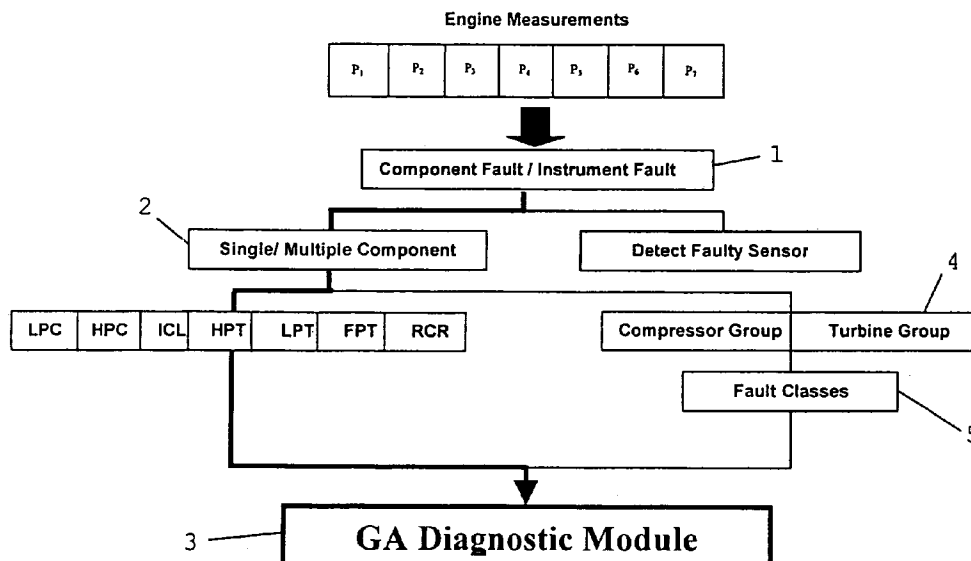 Engine Measurements
P1 P2 P3 P4 P5 P6 P7
Component Fault / Instrument Fault
1
2
Single/ Multiple Component
Detect Faulty Sensor
4
LPC HPC ICL HPT LPT FPT RCR
Compressor Group Turbine Group
Fault Classes
5
3
GA Diagnostic Module